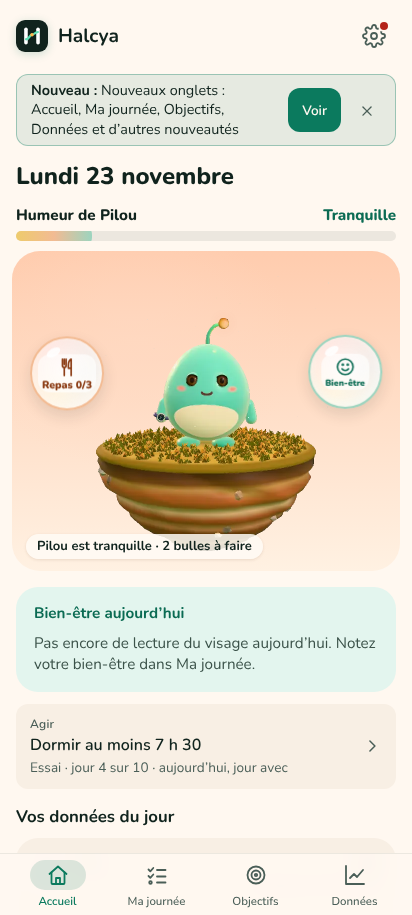 Halcya
Nouveau : Nouveaux onglets :
Accueil, Ma journée, Objectifs,
Données et d’autres nouveautés
Voir
Lundi 23 novembre
Humeur de Pilou
Tranquille
Repas 0/3
Bien-être
Pilou est tranquille · 2 bulles à faire
Bien-être aujourd’hui
Pas encore de lecture du visage aujourd’hui. Notez
votre bien-être dans Ma journée.
Agir
Dormir au moins 7 h 30
Essai · jour 4 sur 10 · aujourd’hui, jour avec
Vos données du jour
Accueil
Ma journée
Objectifs
Données